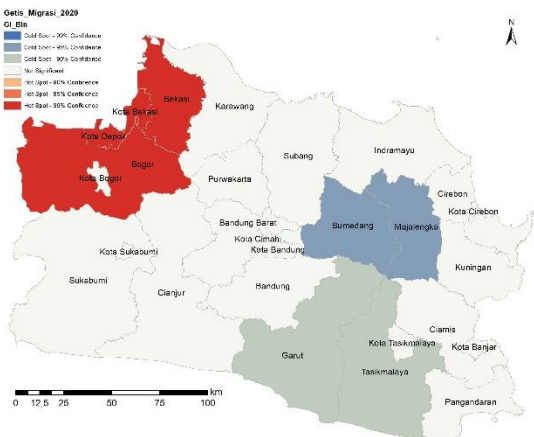 Getis_Migrasi_2020
Gi_Bin
Cold Spot - 99% Confidence
Cold Spot - 95% Confidence
Cold Spot - 90% Confidence
Not Significant
Hot Spot - 90% Confidence
Hot Spot - 95% Confidence
Hot Spot - 99% Confidence
N
Bekasi
Kota Bekasi
Karawang
Kota Depok
Bogor
Kota Bogor
Subang
Indramayu
Purwakarta
Cirebon
Kota Cirebon
Bandung Barat
Kota Cimahi
Kota Bandung
Sumedang
Majalengka
Kota Sukabumi
Kuningan
Sukabumi
Cianjur
Bandung
Ciamis
Kota Tasikmalaya
Kota Banjar
Garut
Tasikmalaya
Pangandaran
km
0 12,5 25 50 75 100